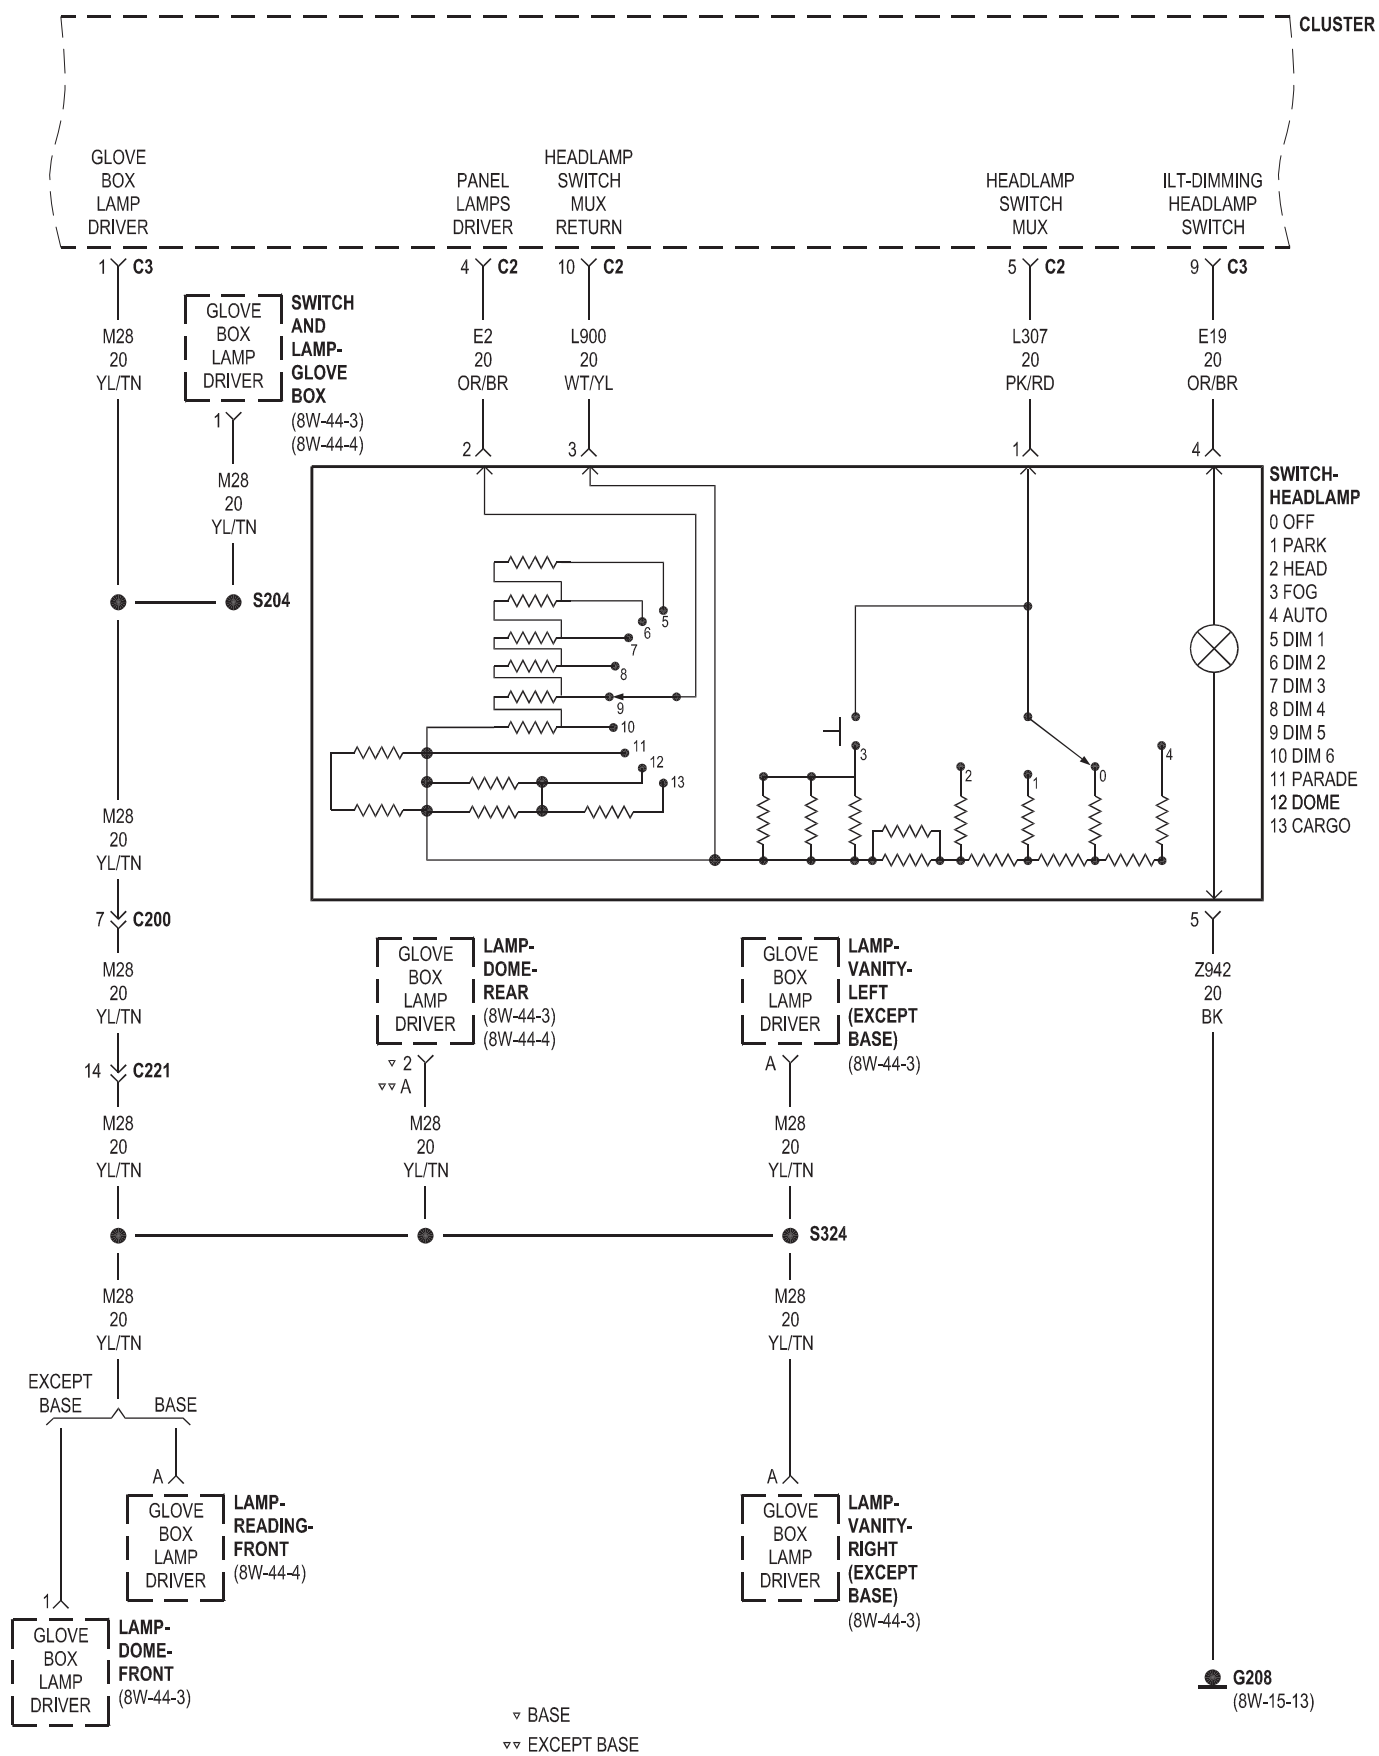 CLUSTER
GLOVE
BOX
LAMP
DRIVER
PANEL
LAMPS
DRIVER
HEADLAMP
SWITCH
MUX
RETURN
HEADLAMP
SWITCH
MUX
ILT-DIMMING
HEADLAMP
SWITCH
1 C3
4 C2
10 C2
5 C2
9 C3
M28
20
YL/TN
GLOVE
BOX
LAMP
DRIVER
SWITCH
AND
LAMP-
GLOVE
BOX
(8W-44-3)
(8W-44-4)
E2
20
OR/BR
L900
20
WT/YL
L307
20
PK/RD
E19
20
OR/BR
1
M28
20
YL/TN
2
3
1
4
S204
SWITCH-
HEADLAMP
0 OFF
1 PARK
2 HEAD
3 FOG
4 AUTO
5 DIM 1
6 DIM 2
7 DIM 3
8 DIM 4
9 DIM 5
10 DIM 6
11 PARADE
12 DOME
13 CARGO
5
6
7
8
9
10
11
12
13
3
2
1
0
4
M28
20
YL/TN
7 C200
M28
20
YL/TN
14 C221
M28
20
YL/TN
GLOVE
BOX
LAMP
DRIVER
LAMP-
DOME-
REAR
(8W-44-3)
(8W-44-4)
▿ 2
▿▿ A
M28
20
YL/TN
GLOVE
BOX
LAMP
DRIVER
LAMP-
VANITY-
LEFT
(EXCEPT
BASE)
(8W-44-3)
A
M28
20
YL/TN
5
Z942
20
BK
S324
M28
20
YL/TN
M28
20
YL/TN
EXCEPT
BASE
BASE
A
GLOVE
BOX
LAMP
DRIVER
LAMP-
READING-
FRONT
(8W-44-4)
A
GLOVE
BOX
LAMP
DRIVER
LAMP-
VANITY-
RIGHT
(EXCEPT
BASE)
(8W-44-3)
1
GLOVE
BOX
LAMP
DRIVER
LAMP-
DOME-
FRONT
(8W-44-3)
G208
(8W-15-13)
▿ BASE
▿▿ EXCEPT BASE